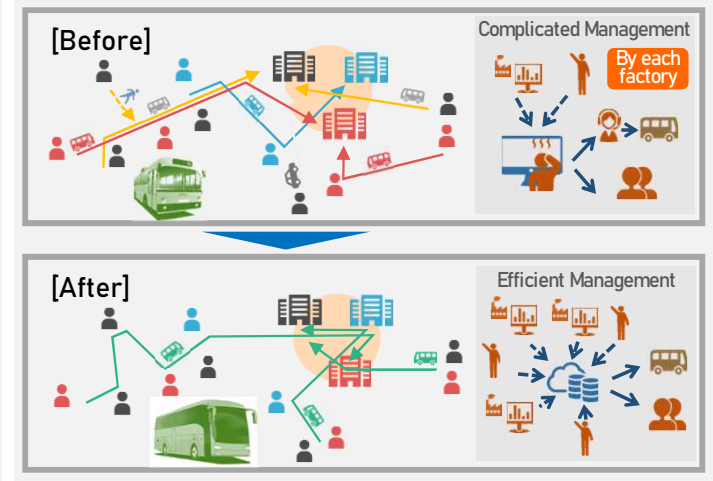 [Before]
Complicated Management
By each
factory
[After]
Efficient Management